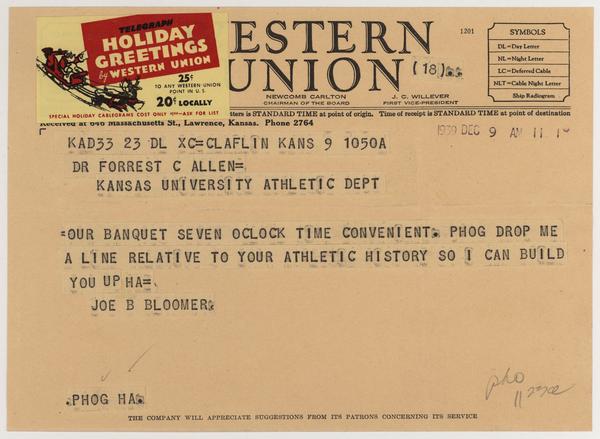 TELEGRAPH
HOLIDAY
GREETINGS
by WESTERN UNION
25¢
TO ANY WESTERN UNION
POINT IN U.S.
20¢ LOCALLY
SPECIAL HOLIDAY CABLEGRAMS COST ONLY ASK FOR LIST
ESTERN
UNION
(18)
1201
NEWCOMB CARLTON
CHAIRMAN OF THE BOARD
J. C. WILLEVER
FIRST VICE-PRESIDENT
SYMBOLS
DL=Day Letter
NL=Night Letter
LC=Deferred Cable
NLT=Cable Night Letter
Ship Radiogram
tters is STANDARD TIME at point of origin. Time of receipt is STANDARD TIME at point of destination
Received at 646 Massachusetts St., Lawrence, Kansas. Phone 2764
1939 DEC 9 AM 11
KAD33 23 DL XC=CLAFLIN KANS 9 1050A
DR FORREST C ALLEN=
KANSAS UNIVERSITY ATHLETIC DEPT
=OUR BANQUET SEVEN OCLOCK TIME CONVENIENT. PHOG DROP ME
A LINE RELATIVE TO YOUR ATHLETIC HISTORY SO I CAN BUILD
YOU UP HA=
JOE B BLOOMER.
.PHOG HA.
pho
THE COMPANY WILL APPRECIATE SUGGESTIONS FROM ITS PATRONS CONCERNING ITS SERVICE